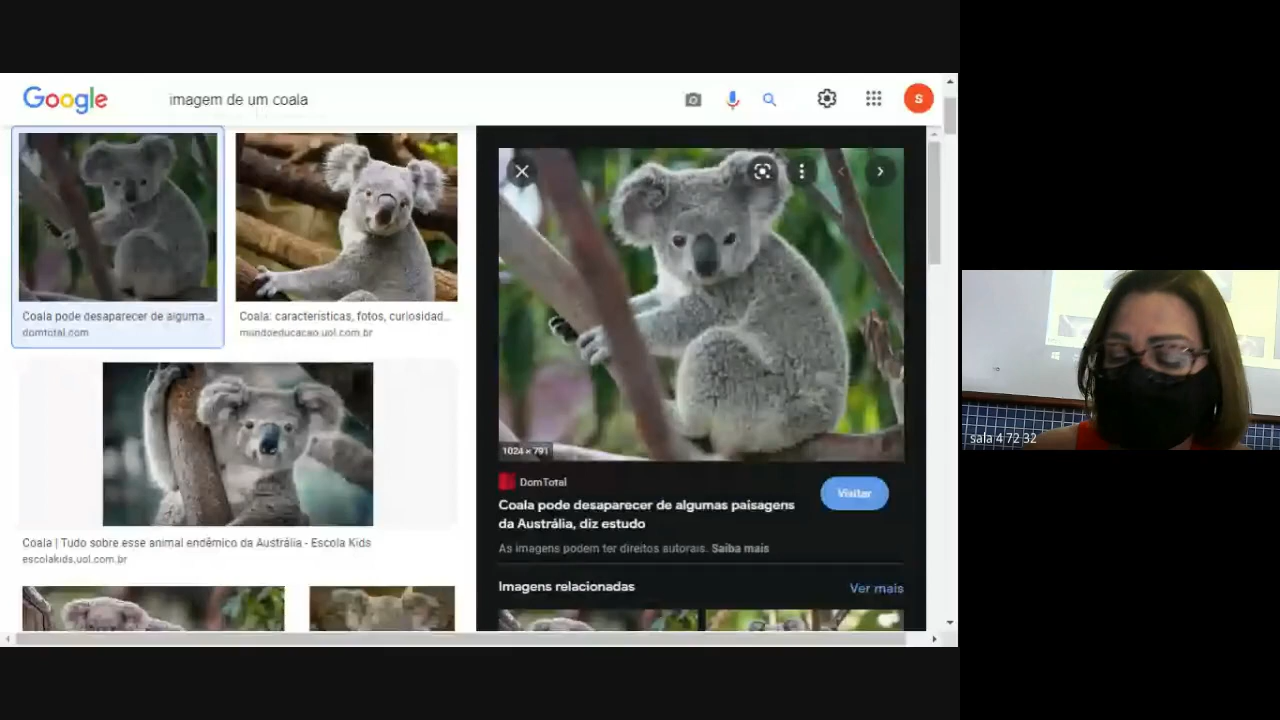 Google
imagem de um coala
S
Coala pode desaparecer de alguma...
domtotal.com
Coala: características, fotos, curiosidad...
mundoeducacao.uol.com.br
Coala | Tudo sobre esse animal endêmico da Austrália - Escola Kids
escolakids.uol.com.br
1024 × 791
DomTotal
Visitar
Coala pode desaparecer de algumas paisagens
da Austrália, diz estudo
As imagens podem ter direitos autorais. Saiba mais
Imagens relacionadas
Ver mais
sala 4 72 32